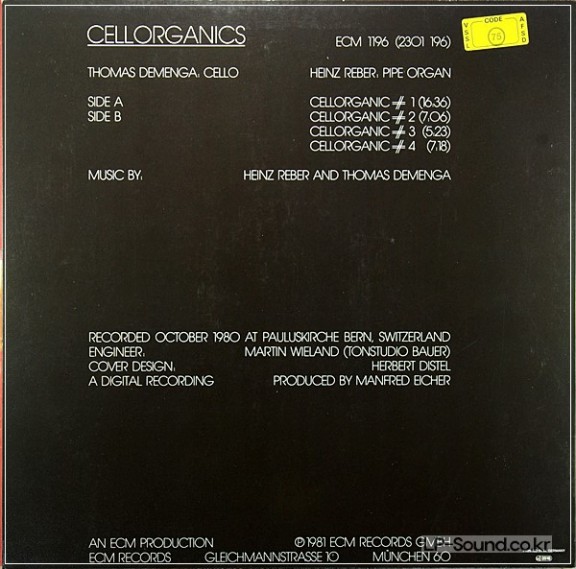 CELLORGANICS ECM 1196 (2301 196)
CODE
VSSL 75 AFSD
THOMAS DEMENGA, CELLO HEINZ REBER, PIPE ORGAN
SIDE A CELLORGANIC # 1 (16.36)
SIDE B CELLORGANIC # 2 (7.06)
CELLORGANIC # 3 (5.23)
CELLORGANIC # 4 (7.18)
MUSIC BY, HEINZ REBER AND THOMAS DEMENGA
RECORDED OCTOBER 1980 AT PAULUSKIRCHE BERN, SWITZERLAND
ENGINEER, MARTIN WIELAND (TONSTUDIO BAUER)
COVER DESIGN, HERBERT DISTEL
A DIGITAL RECORDING PRODUCED BY MANFRED EICHER
AN ECM PRODUCTION ℗ 1981 ECM RECORDS GMBH
ECM RECORDS GLEICHMANNSTRASSE 10 MÜNCHEN 60
Sound.co.kr